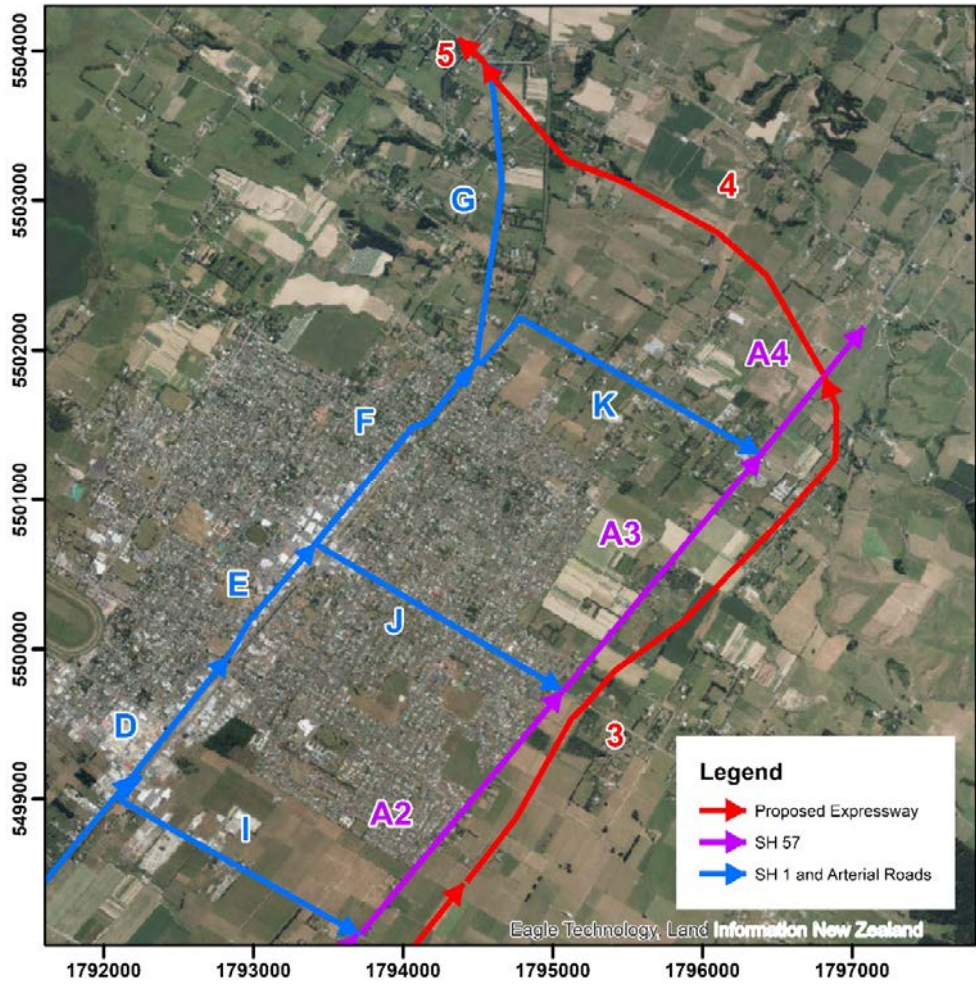 5504000
5503000
5502000
5501000
5500000
5499000
5
4
G
A4
F
K
A3
E
J
D
3
A2
I
Legend
Proposed Expressway
SH 57
SH 1 and Arterial Roads
Eagle Technology, Land Information New Zealand
1792000 1793000 1794000 1795000 1796000 1797000